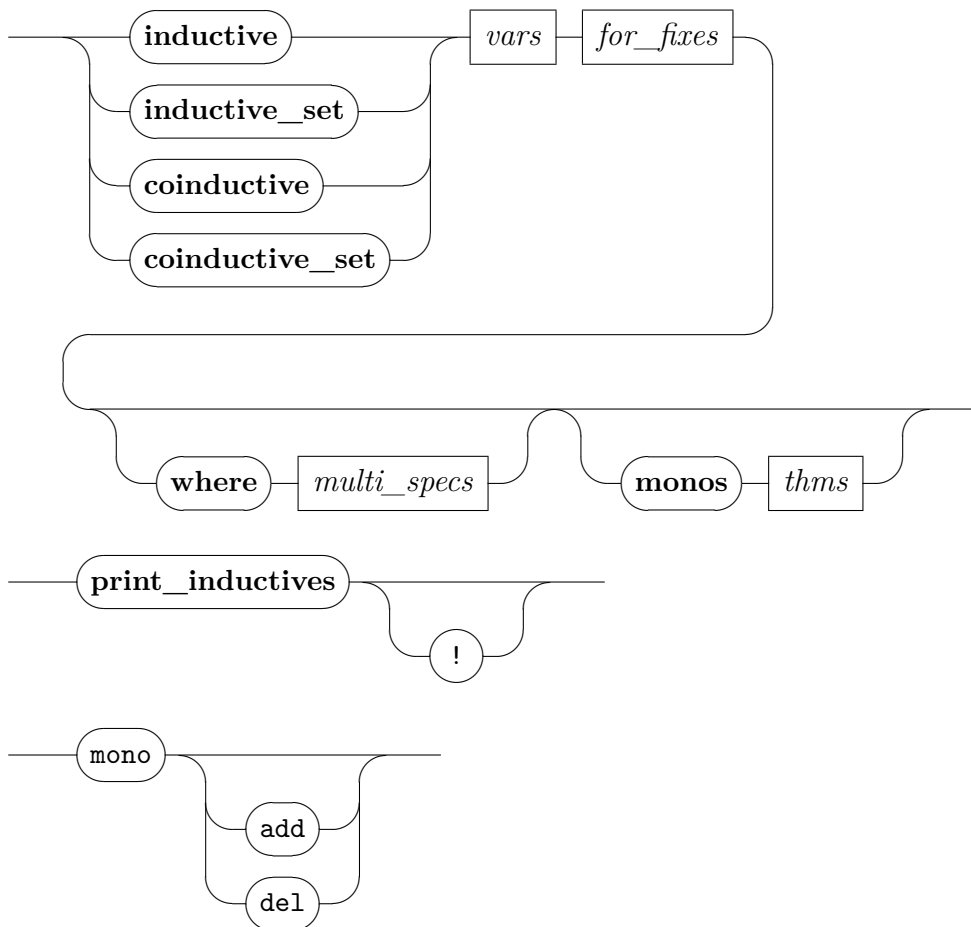 inductive vars for_fixes
inductive_set
coinductive
coinductive_set
where multi_specs monos thms
print_inductives
!
mono
add
del